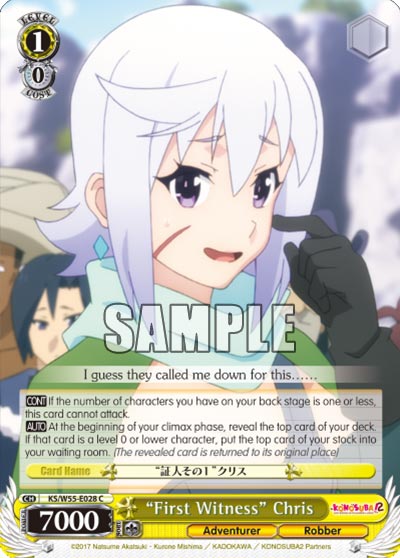 LEVEL
1
0
COST
SAMPLE
I guess they called me down for this……
CONT If the number of characters you have on your back stage is one or less,
this card cannot attack.
AUTO At the beginning of your climax phase, reveal the top card of your deck.
If that card is a level 0 or lower character, put the top card of your stock into
your waiting room. (The revealed card is returned to its original place)
Card Name
“証人その1”クリス
CH KS/W55-E028 C
“First Witness” Chris
KONOSUBA 2
POWER
7000
SOUL
Adventurer
Robber
©2017 Natsume Akatsuki・Kurone Mishima / KADOKAWA / KONOSUBA2 Partners